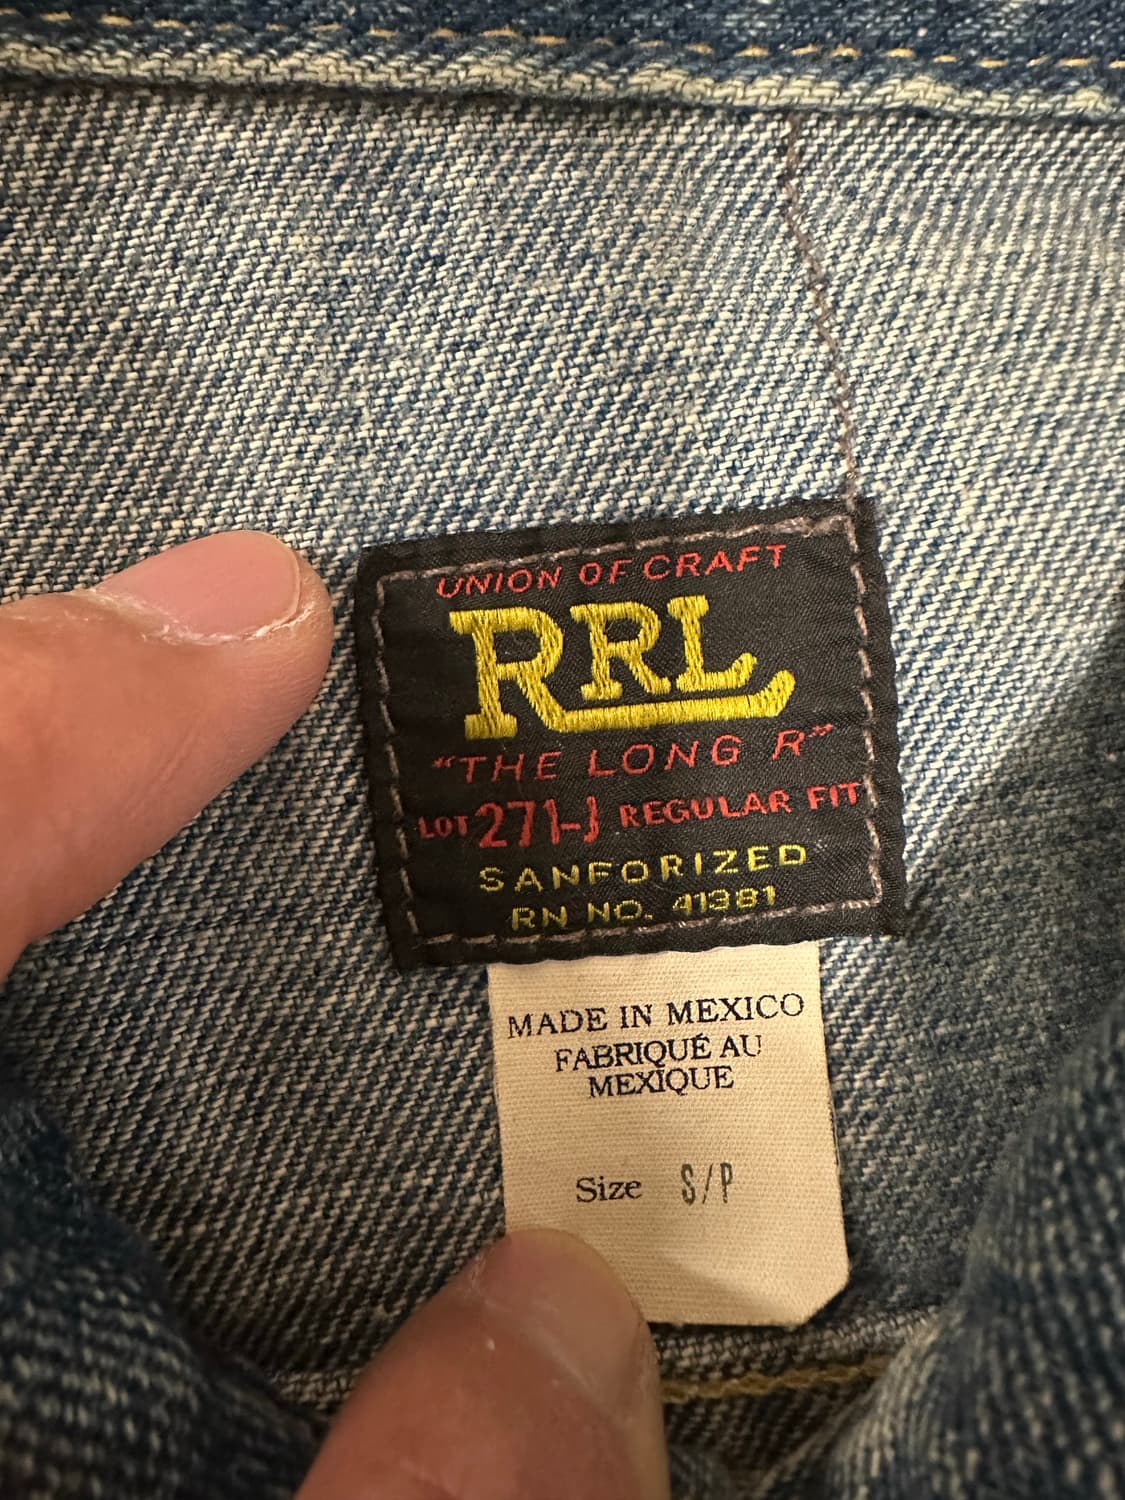 UNION OF CRAFT
RRL
"THE LONG R"
LOT 271-J REGULAR FIT
SANFORIZED
RN NO. 41381
MADE IN MEXICO
FABRIQUÉ AU
MEXIQUE
Size S/P